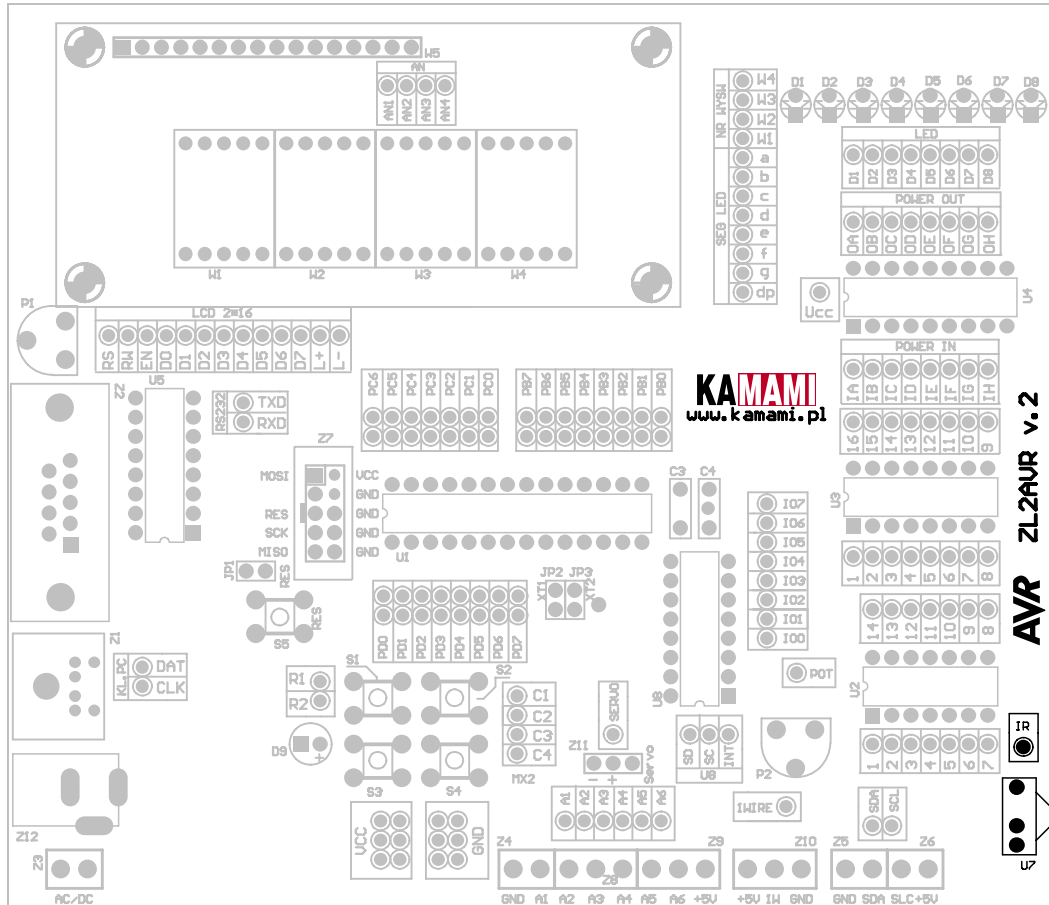 W5
AN
AN1 AN2 AN3 AN4
W1 W2 W3 W4
NR WYSW
W4
W3
W2
W1
SEG LED
a
b
c
d
e
f
g
dp
D1 D2 D3 D4 D5 D6 D7 D8
LED
D1 D2 D3 D4 D5 D6 D7 D8
POWER OUT
OA OB OC OD OE OF OG OH
Ucc
U4
P1
LCD 2*16
RS RW EN D0 D1 D2 D3 D4 D5 D6 D7 L+ L-
POWER IN
IA IB IC ID IE IF IG IH
Z2
U5
RS232
TXD
RXD
PC6 PC5 PC4 PC3 PC2 PC1 PC0
PB7 PB6 PB5 PB4 PB3 PB2 PB1 PB0
KAMAMI
www.kamami.pl
16 15 14 13 12 11 10 9
Z7
MOSI VCC
GND
RES GND
SCK GND
MISO GND
U1
C3 C4
U3
IO7
IO6
IO5
IO4
IO3
IO2
IO1
IO0
1 2 3 4 5 6 7 8
AVR ZL2AVR v.2
JP1
RES
RES
S5
JP2 JP3
XT1 XT2
PD0 PD1 PD2 PD3 PD4 PD5 PD6 PD7
14 13 12 11 10 9 8
Z1
KL.PC
DAT
CLK
S1 S2
R1
R2
C1
C2
C3
C4
MX2
SERVO
U8
POT
U2
IR
D9
+
Z11
- + Servo
SD SC INT
U8
P2
1 2 3 4 5 6 7
S3 S4
A1 A2 A3 A4 A5 A6
1WIRE
SDA SCL
U7
Z12
VCC GND
Z3
AC/DC
Z4 Z8 Z9
GND A1 A2 A3 A4 A5 A6 +5V
Z10
+5V 1W GND
Z5 Z6
GND SDA SLC +5V